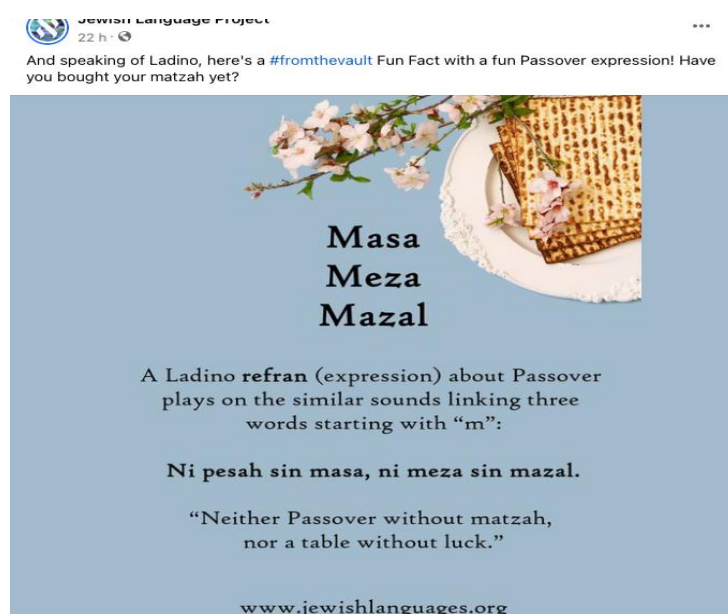 Jewish Language Project
22 h ·
And speaking of Ladino, here's a #fromthevault Fun Fact with a fun Passover expression! Have
you bought your matzah yet?
Masa
Meza
Mazal
A Ladino refran (expression) about Passover
plays on the similar sounds linking three
words starting with “m”:
Ni pesah sin masa, ni meza sin mazal.
“Neither Passover without matzah,
nor a table without luck.”
www.jewishlanguages.org